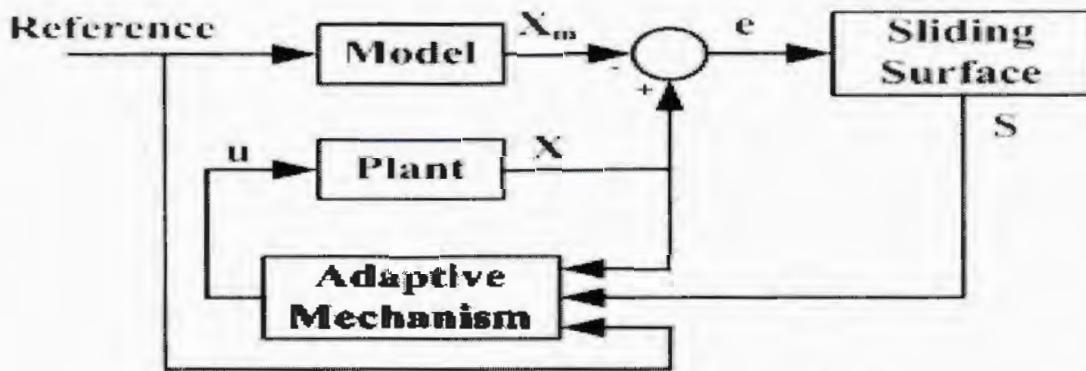 Reference
Model
Xm
-
+
e
Sliding
Surface
S
u
Plant
X
Adaptive
Mechanism